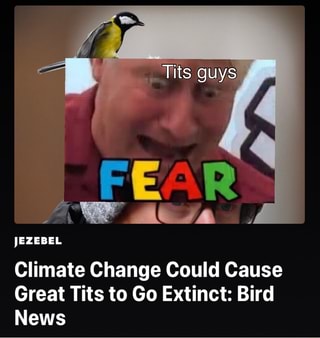 Tits guys
FEAR
JEZEBEL
Climate Change Could Cause
Great Tits to Go Extinct: Bird
News